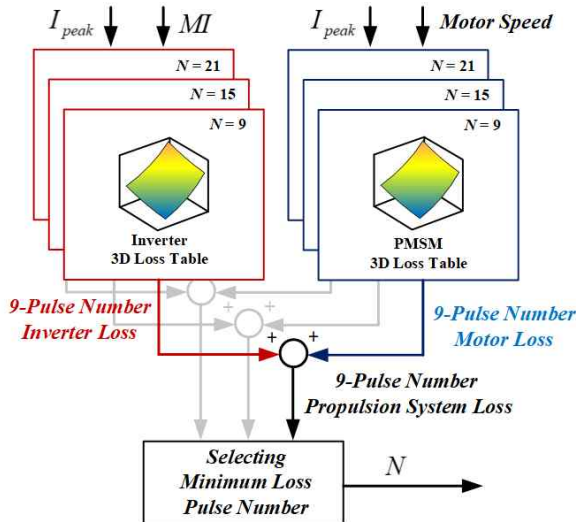 I_peak MI I_peak Motor Speed
N = 21 N = 21
N = 15 N = 15
N = 9 N = 9
Inverter
3D Loss Table
PMSM
3D Loss Table
9-Pulse Number
Inverter Loss
9-Pulse Number
Motor Loss
+ +
+ +
9-Pulse Number
Propulsion System Loss
Selecting
Minimum Loss
Pulse Number
N